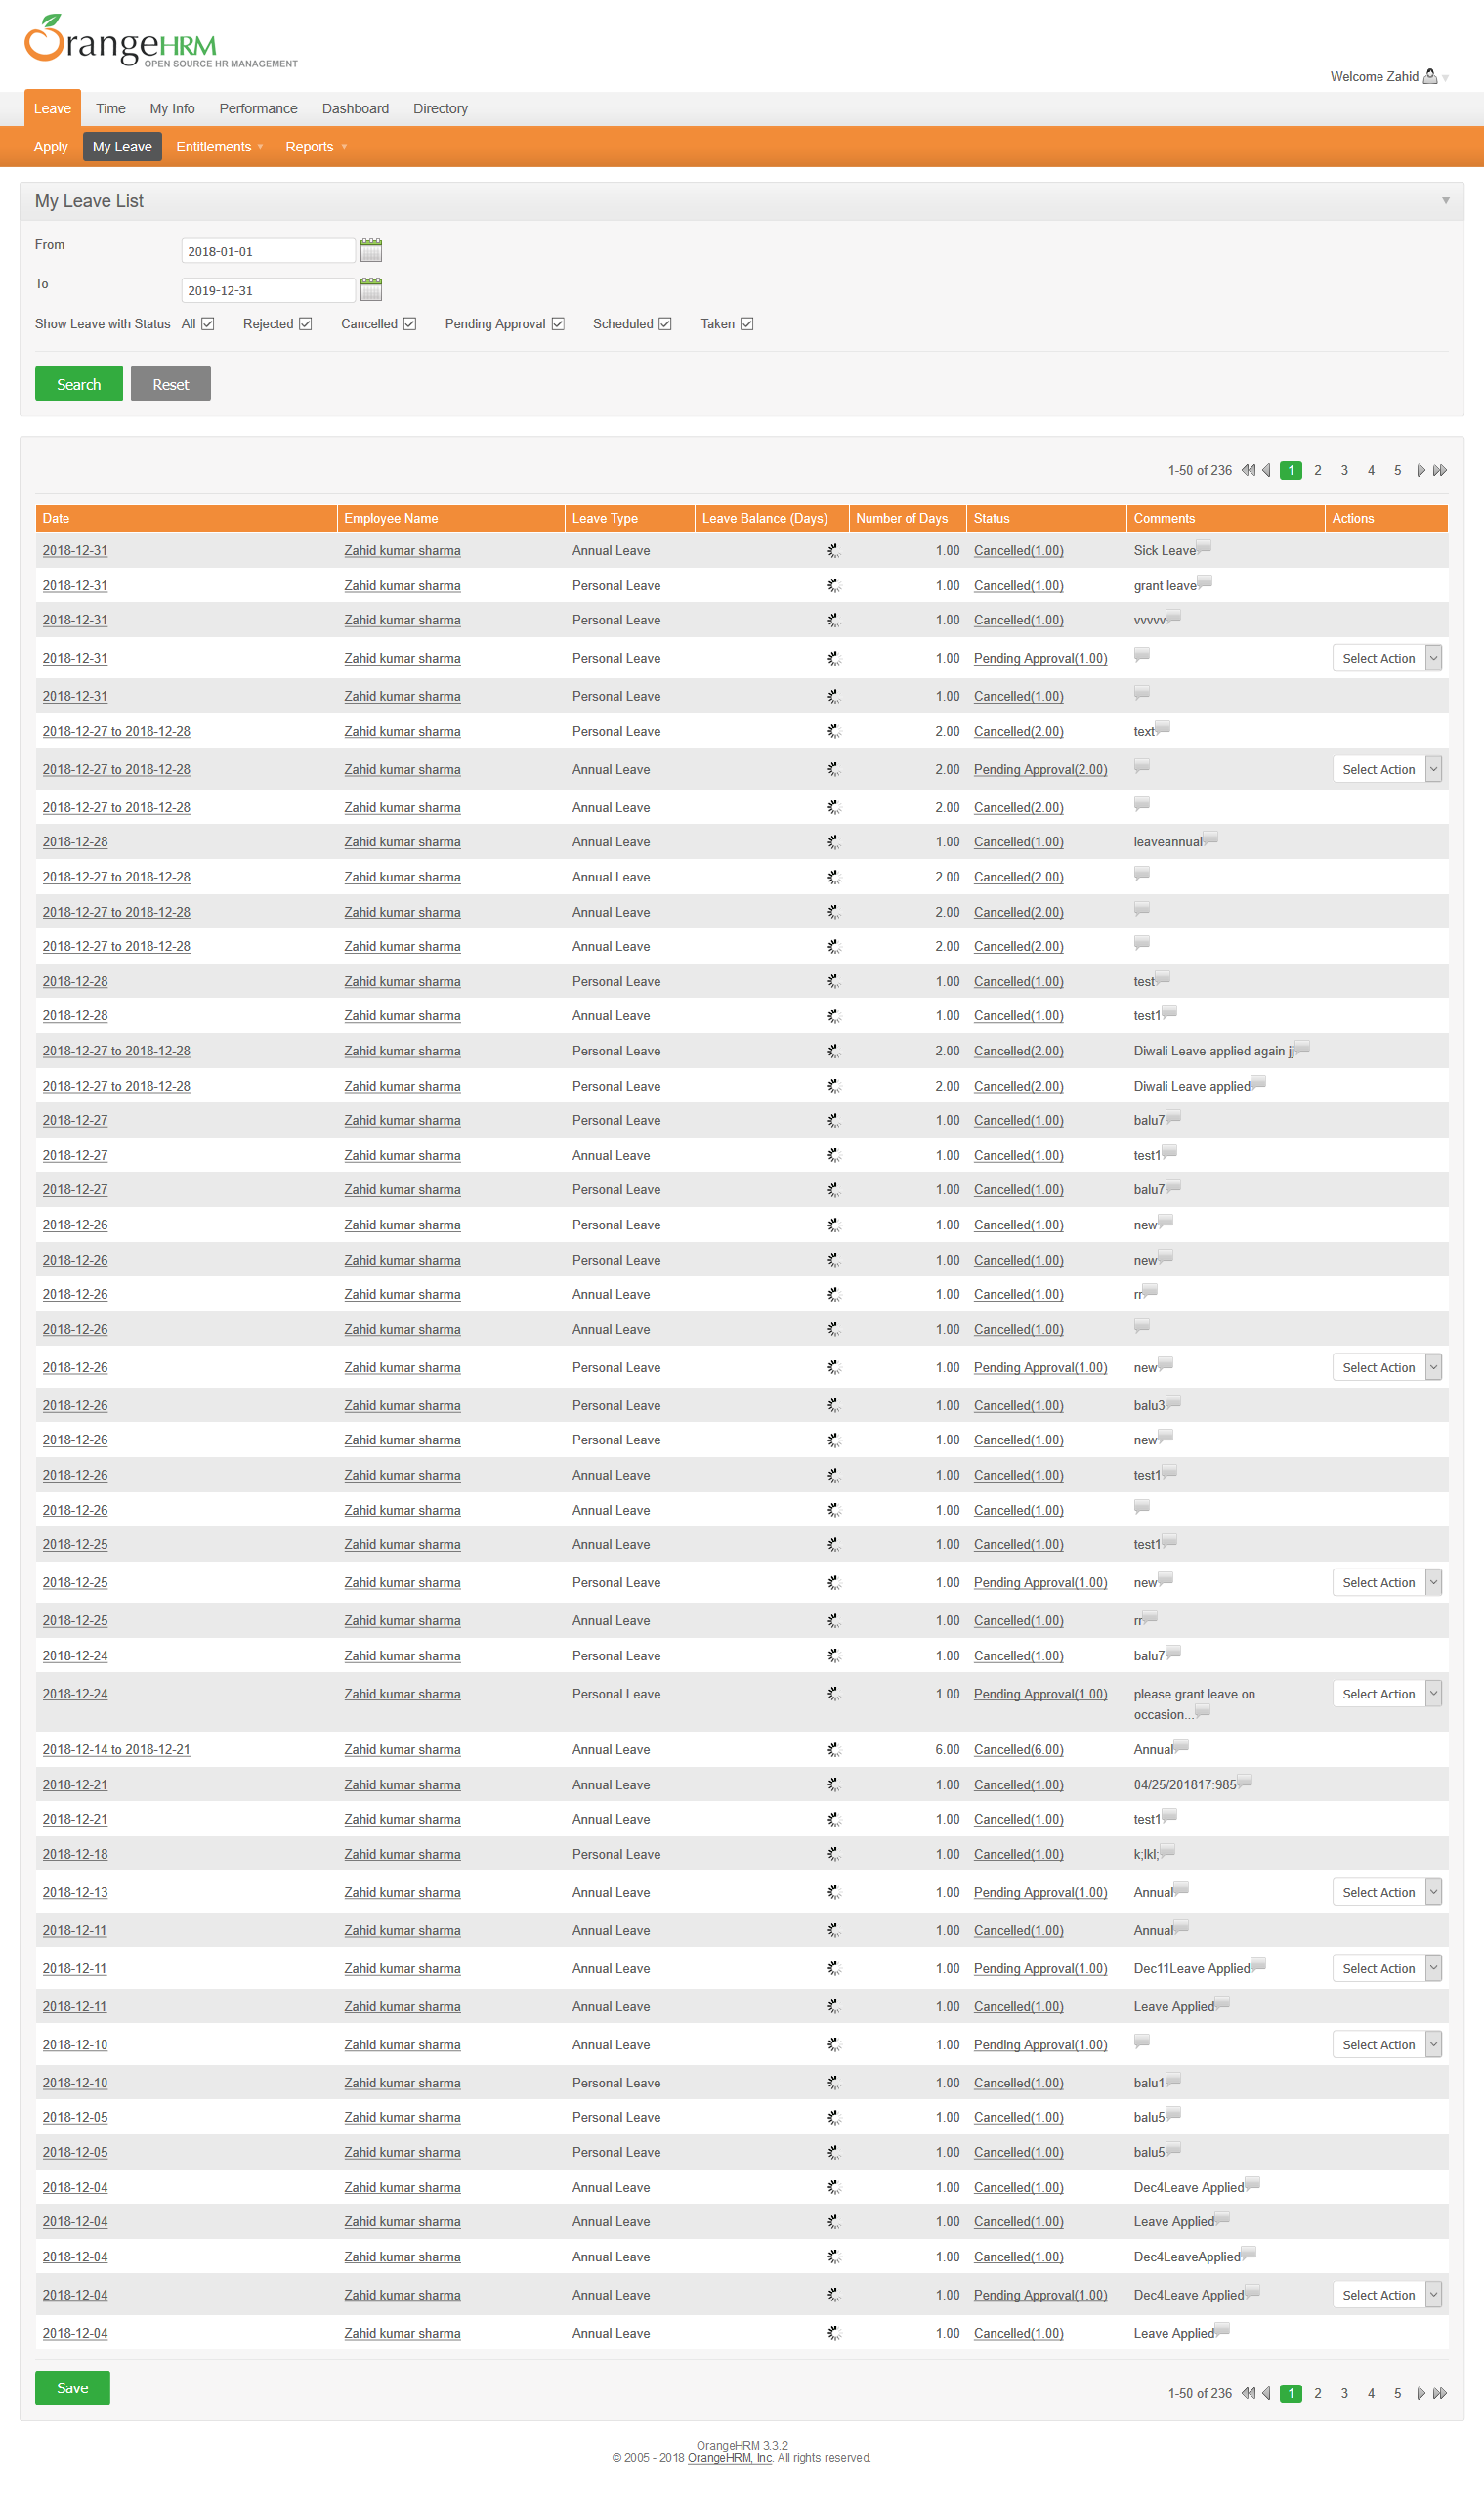 OrangeHRM
OPEN SOURCE HR MANAGEMENT
Welcome Zahid
Leave Time My Info Performance Dashboard Directory
Apply My Leave Entitlements Reports
My Leave List
From 2018-01-01
To 2019-12-31
Show Leave with Status All Rejected Cancelled Pending Approval Scheduled Taken
Search Reset
1-50 of 236 1 2 3 4 5
Date Employee Name Leave Type Leave Balance (Days) Number of Days Status Comments Actions
2018-12-31 Zahid kumar sharma Annual Leave 1.00 Cancelled(1.00) Sick Leave
2018-12-31 Zahid kumar sharma Personal Leave 1.00 Cancelled(1.00) grant leave
2018-12-31 Zahid kumar sharma Personal Leave 1.00 Cancelled(1.00) vvvvv
2018-12-31 Zahid kumar sharma Personal Leave 1.00 Pending Approval(1.00) Select Action
2018-12-31 Zahid kumar sharma Personal Leave 1.00 Cancelled(1.00)
2018-12-27 to 2018-12-28 Zahid kumar sharma Personal Leave 2.00 Cancelled(2.00) text
2018-12-27 to 2018-12-28 Zahid kumar sharma Annual Leave 2.00 Pending Approval(2.00) Select Action
2018-12-27 to 2018-12-28 Zahid kumar sharma Annual Leave 2.00 Cancelled(2.00)
2018-12-28 Zahid kumar sharma Annual Leave 1.00 Cancelled(1.00) leaveannual
2018-12-27 to 2018-12-28 Zahid kumar sharma Annual Leave 2.00 Cancelled(2.00)
2018-12-27 to 2018-12-28 Zahid kumar sharma Annual Leave 2.00 Cancelled(2.00)
2018-12-27 to 2018-12-28 Zahid kumar sharma Annual Leave 2.00 Cancelled(2.00)
2018-12-28 Zahid kumar sharma Personal Leave 1.00 Cancelled(1.00) test
2018-12-28 Zahid kumar sharma Annual Leave 1.00 Cancelled(1.00) test1
2018-12-27 to 2018-12-28 Zahid kumar sharma Personal Leave 2.00 Cancelled(2.00) Diwali Leave applied again jj
2018-12-27 to 2018-12-28 Zahid kumar sharma Personal Leave 2.00 Cancelled(2.00) Diwali Leave applied
2018-12-27 Zahid kumar sharma Personal Leave 1.00 Cancelled(1.00) balu7
2018-12-27 Zahid kumar sharma Annual Leave 1.00 Cancelled(1.00) test1
2018-12-27 Zahid kumar sharma Personal Leave 1.00 Cancelled(1.00) balu7
2018-12-26 Zahid kumar sharma Personal Leave 1.00 Cancelled(1.00) new
2018-12-26 Zahid kumar sharma Personal Leave 1.00 Cancelled(1.00) new
2018-12-26 Zahid kumar sharma Annual Leave 1.00 Cancelled(1.00) rr
2018-12-26 Zahid kumar sharma Annual Leave 1.00 Cancelled(1.00)
2018-12-26 Zahid kumar sharma Personal Leave 1.00 Pending Approval(1.00) new Select Action
2018-12-26 Zahid kumar sharma Personal Leave 1.00 Cancelled(1.00) balu3
2018-12-26 Zahid kumar sharma Personal Leave 1.00 Cancelled(1.00) new
2018-12-26 Zahid kumar sharma Annual Leave 1.00 Cancelled(1.00) test1
2018-12-26 Zahid kumar sharma Annual Leave 1.00 Cancelled(1.00)
2018-12-25 Zahid kumar sharma Annual Leave 1.00 Cancelled(1.00) test1
2018-12-25 Zahid kumar sharma Personal Leave 1.00 Pending Approval(1.00) new Select Action
2018-12-25 Zahid kumar sharma Annual Leave 1.00 Cancelled(1.00) rr
2018-12-24 Zahid kumar sharma Personal Leave 1.00 Cancelled(1.00) balu7
2018-12-24 Zahid kumar sharma Personal Leave 1.00 Pending Approval(1.00) please grant leave on Select Action
occasion...
2018-12-14 to 2018-12-21 Zahid kumar sharma Annual Leave 6.00 Cancelled(6.00) Annual
2018-12-21 Zahid kumar sharma Annual Leave 1.00 Cancelled(1.00) 04/25/201817:985
2018-12-21 Zahid kumar sharma Annual Leave 1.00 Cancelled(1.00) test1
2018-12-18 Zahid kumar sharma Personal Leave 1.00 Cancelled(1.00) k;lkl;
2018-12-13 Zahid kumar sharma Annual Leave 1.00 Pending Approval(1.00) Annual Select Action
2018-12-11 Zahid kumar sharma Annual Leave 1.00 Cancelled(1.00) Annual
2018-12-11 Zahid kumar sharma Annual Leave 1.00 Pending Approval(1.00) Dec11Leave Applied Select Action
2018-12-11 Zahid kumar sharma Annual Leave 1.00 Cancelled(1.00) Leave Applied
2018-12-10 Zahid kumar sharma Annual Leave 1.00 Pending Approval(1.00) Select Action
2018-12-10 Zahid kumar sharma Personal Leave 1.00 Cancelled(1.00) balu1
2018-12-05 Zahid kumar sharma Personal Leave 1.00 Cancelled(1.00) balu5
2018-12-05 Zahid kumar sharma Personal Leave 1.00 Cancelled(1.00) balu5
2018-12-04 Zahid kumar sharma Annual Leave 1.00 Cancelled(1.00) Dec4Leave Applied
2018-12-04 Zahid kumar sharma Annual Leave 1.00 Cancelled(1.00) Leave Applied
2018-12-04 Zahid kumar sharma Annual Leave 1.00 Cancelled(1.00) Dec4LeaveApplied
2018-12-04 Zahid kumar sharma Annual Leave 1.00 Pending Approval(1.00) Dec4Leave Applied Select Action
2018-12-04 Zahid kumar sharma Annual Leave 1.00 Cancelled(1.00) Leave Applied
Save
1-50 of 236 1 2 3 4 5
OrangeHRM 3.3.2
© 2005 - 2018 OrangeHRM, Inc. All rights reserved.